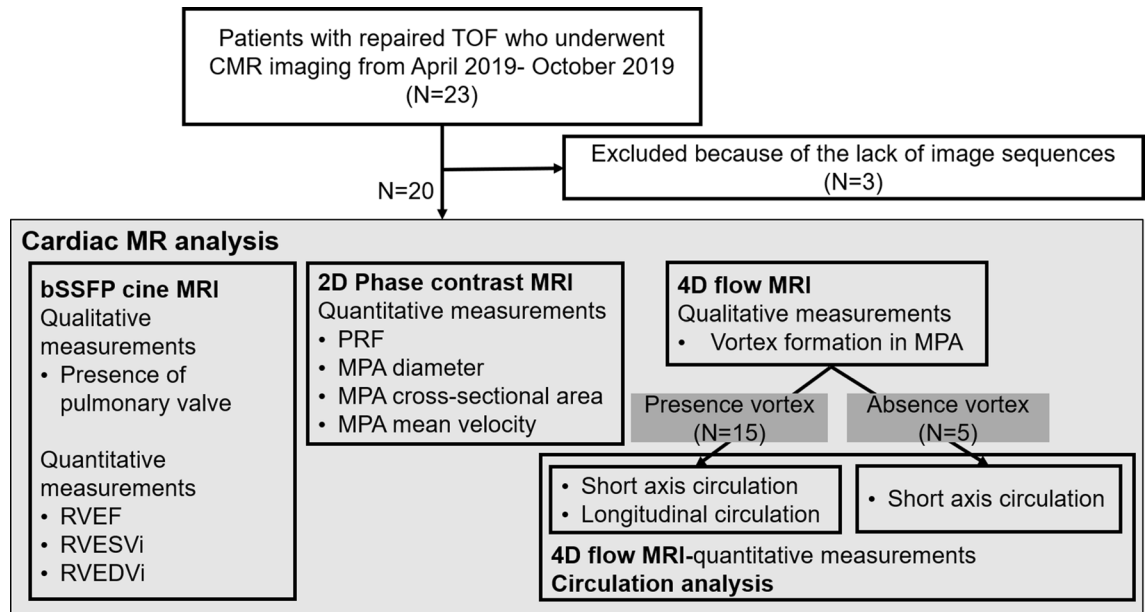 Patients with repaired TOF who underwent
CMR imaging from April 2019- October 2019
(N=23)
Excluded because of the lack of image sequences
(N=3)
N=20
Cardiac MR analysis
bSSFP cine MRI
Qualitative
measurements
• Presence of
pulmonary valve
Quantitative
measurements
• RVEF
• RVESVi
• RVEDVi
2D Phase contrast MRI
Quantitative measurements
• PRF
• MPA diameter
• MPA cross-sectional area
• MPA mean velocity
4D flow MRI
Qualitative measurements
• Vortex formation in MPA
Presence vortex
(N=15)
Absence vortex
(N=5)
• Short axis circulation
• Longitudinal circulation
• Short axis circulation
4D flow MRI-quantitative measurements
Circulation analysis